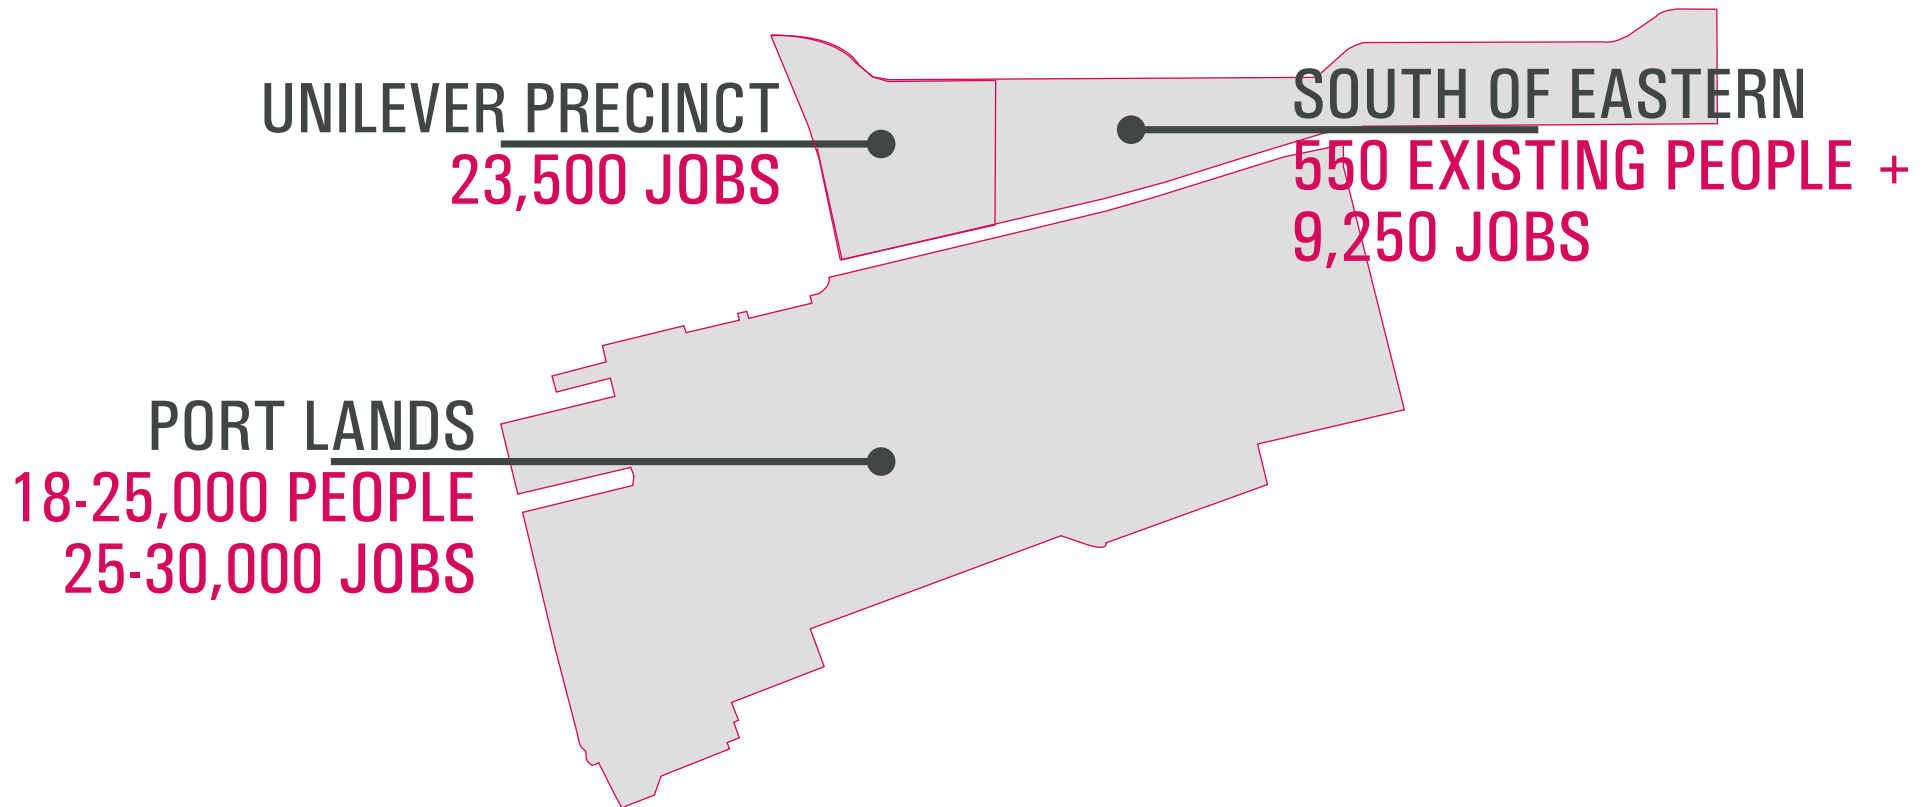 UNILEVER PRECINCT
23,500 JOBS
SOUTH OF EASTERN
550 EXISTING PEOPLE +
9,250 JOBS
PORT LANDS
18-25,000 PEOPLE
25-30,000 JOBS